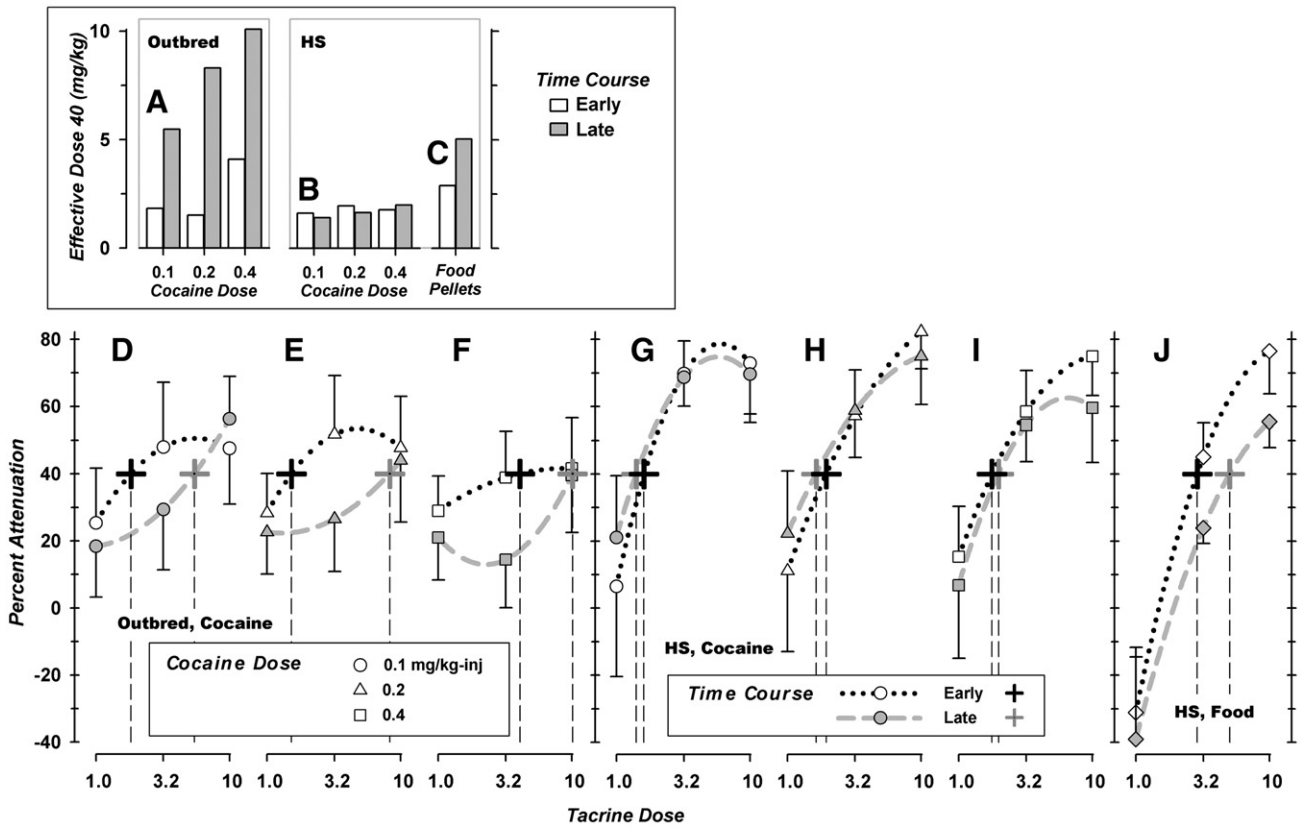 10
5
0
Effective Dose 40 (mg/kg)
Outbred
HS
A
B
C
0.1 0.2 0.4
Cocaine Dose
0.1 0.2 0.4
Cocaine Dose
Food
Pellets
Time Course
Early
Late
80
60
40
20
0
-20
-40
Percent Attenuation
D E F G H I J
Outbred, Cocaine
Cocaine Dose
0.1 mg/kg-inj
0.2
0.4
HS, Cocaine
Time Course
Early
Late
HS, Food
1.0 3.2 10 1.0 3.2 10 1.0 3.2 10 1.0 3.2 10 1.0 3.2 10 1.0 3.2 10 1.0 3.2 10
Tacrine Dose